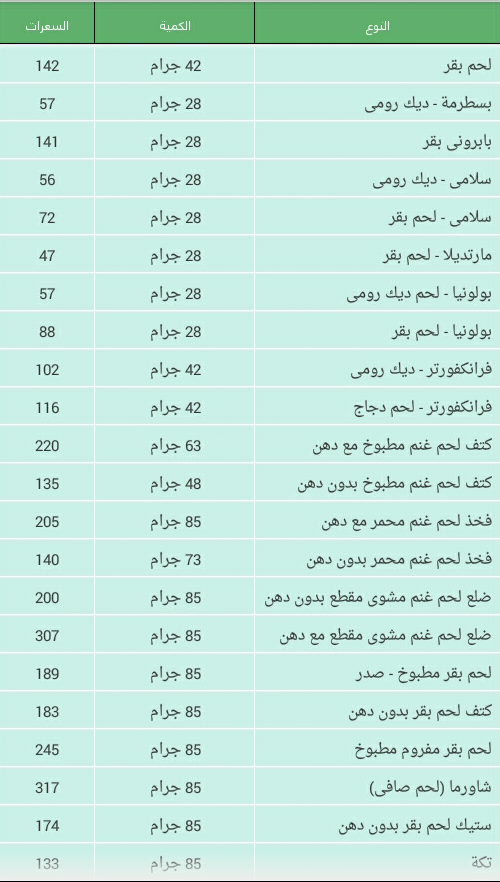 النوع الكمية السعرات
لحم بقر 42 جرام 142
بسطرمة - ديك رومى 28 جرام 57
بابرونى بقر 28 جرام 141
سلامى - ديك رومى 28 جرام 56
سلامى - لحم بقر 28 جرام 72
مارتديلا - لحم بقر 28 جرام 47
بولونيا - لحم ديك رومى 28 جرام 57
بولونيا - لحم بقر 28 جرام 88
فرانكفورتر - ديك رومى 42 جرام 102
فرانكفورتر - لحم دجاج 42 جرام 116
كتف لحم غنم مطبوخ مع دهن 63 جرام 220
كتف لحم غنم مطبوخ بدون دهن 48 جرام 135
فخذ لحم غنم محمر مع دهن 85 جرام 205
فخذ لحم غنم محمر بدون دهن 73 جرام 140
ضلع لحم غنم مشوى مقطع بدون دهن 85 جرام 200
ضلع لحم غنم مشوى مقطع مع دهن 85 جرام 307
لحم بقر مطبوخ - صدر 85 جرام 189
كتف لحم بقر بدون دهن 85 جرام 183
لحم بقر مفروم مطبوخ 85 جرام 245
شاورما (لحم صافى) 85 جرام 317
ستيك لحم بقر بدون دهن 85 جرام 174
تكة 85 جرام 133